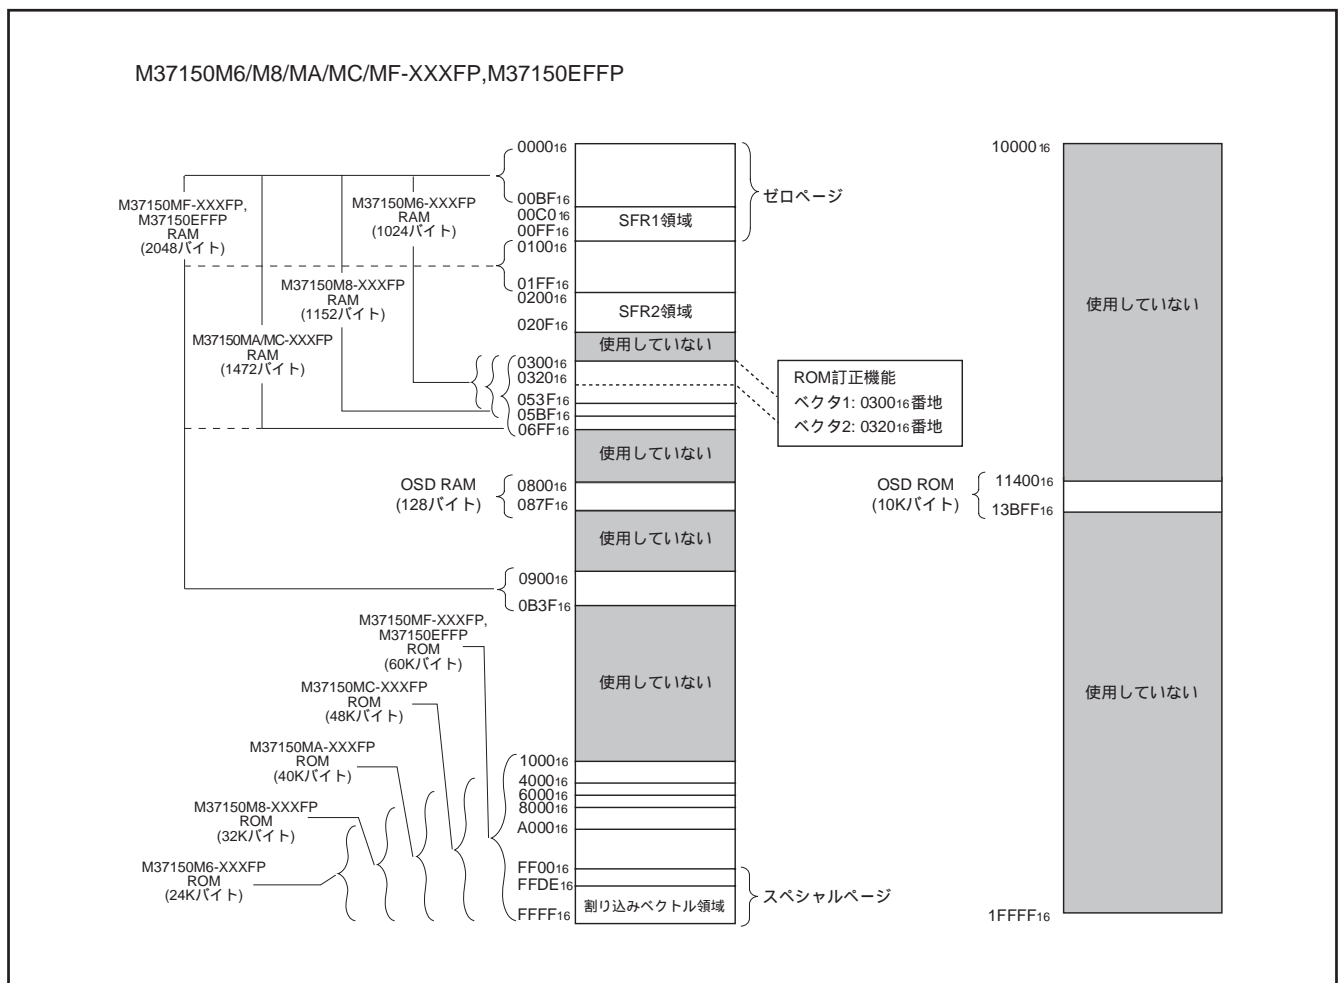 M37150M6/M8/MA/MC/MF-XXXFP,M37150EFFP
M37150MF-XXXFP,
M37150EFFP
RAM
(2048バイト)
M37150M6-XXXFP
RAM
(1024バイト)
M37150M8-XXXFP
RAM
(1152バイト)
M37150MA/MC-XXXFP
RAM
(1472バイト)
000016
00BF16
00C016
00FF16
010016
01FF16
020016
020F16
030016
032016
053F16
05BF16
06FF16
SFR1領域
SFR2領域
使用していない
ゼロページ
ROM訂正機能
ベクタ1: 030016番地
ベクタ2: 032016番地
使用していない
OSD RAM
(128バイト)
080016
087F16
使用していない
090016
0B3F16
使用していない
M37150MF-XXXFP,
M37150EFFP
ROM
(60Kバイト)
M37150MC-XXXFP
ROM
(48Kバイト)
M37150MA-XXXFP
ROM
(40Kバイト)
M37150M8-XXXFP
ROM
(32Kバイト)
M37150M6-XXXFP
ROM
(24Kバイト)
100016
400016
600016
800016
A00016
FF0016
FFDE16
FFFF16
割り込みベクトル領域
スペシャルページ
1000016
使用していない
OSD ROM
(10Kバイト)
1140016
13BFF16
使用していない
1FFFF16